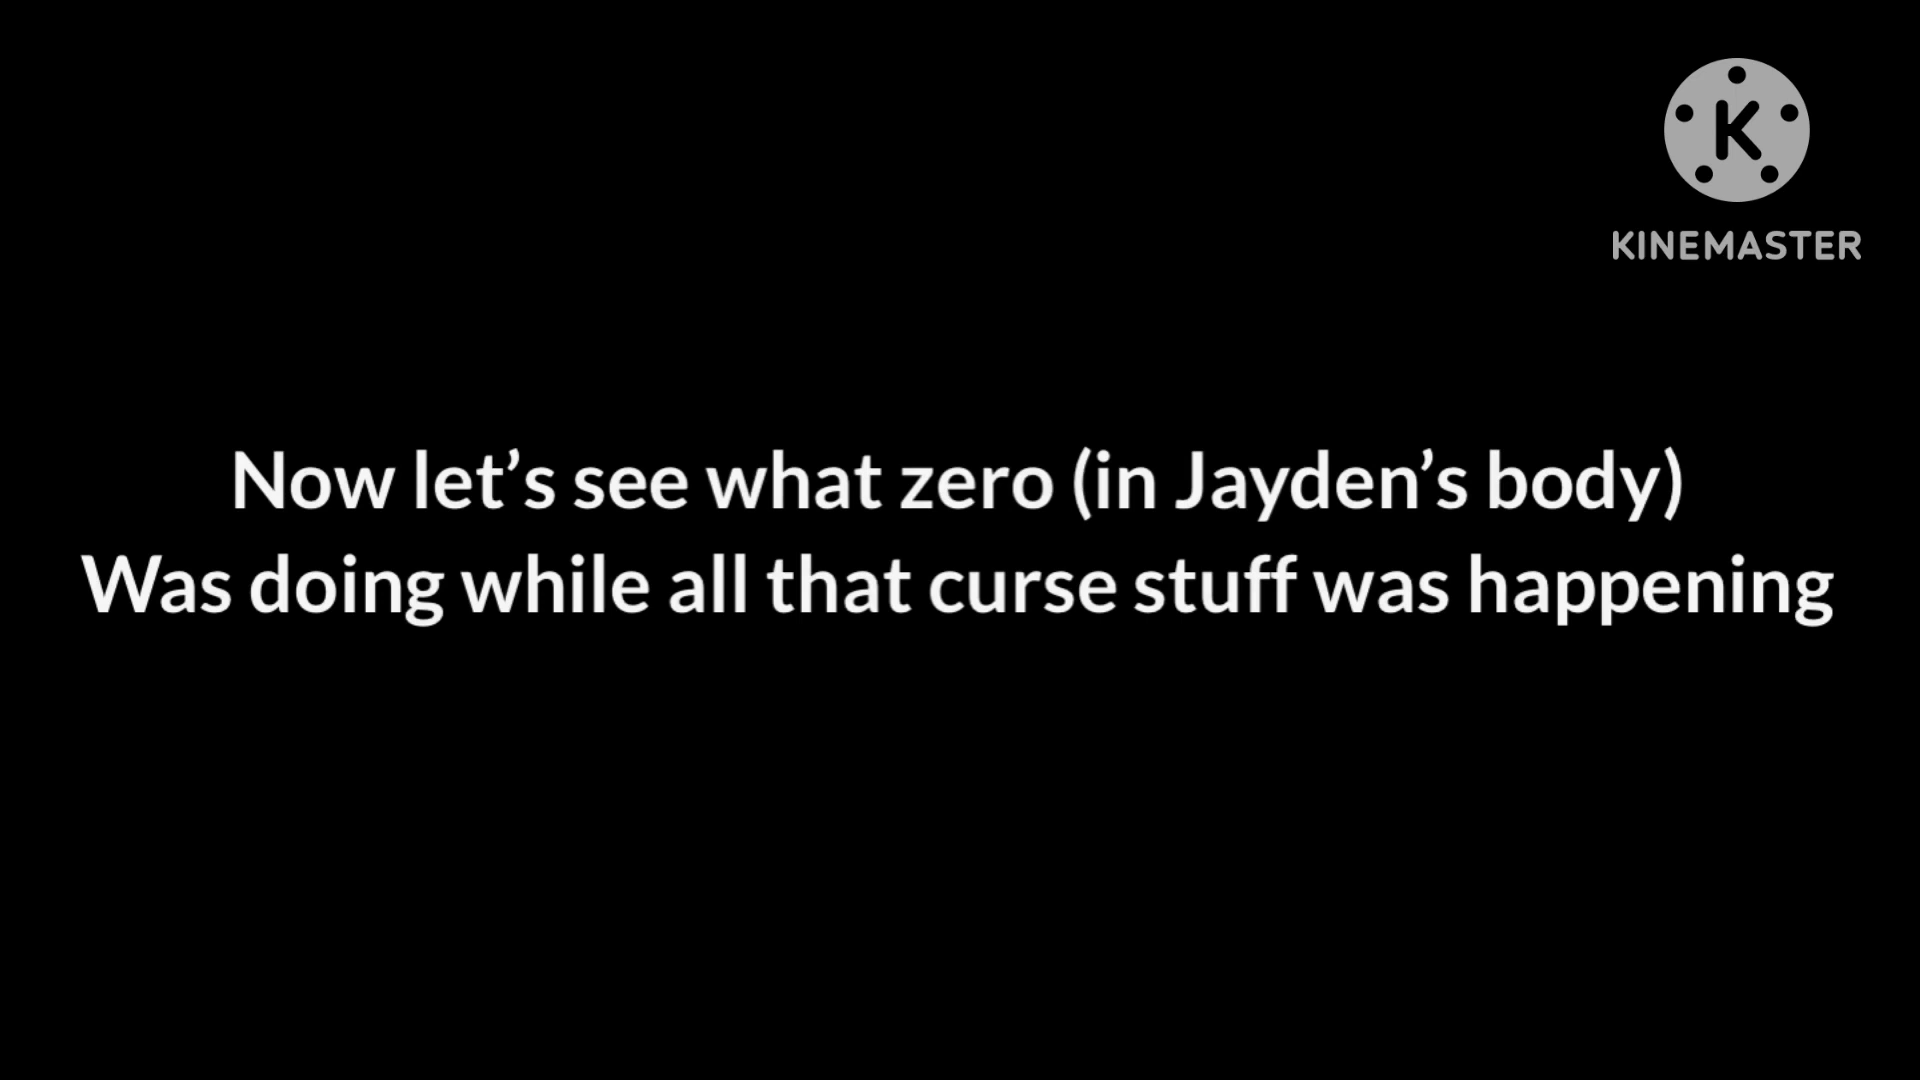 K
KINEMASTER
Now let’s see what zero (in Jayden’s body)
Was doing while all that curse stuff was happening